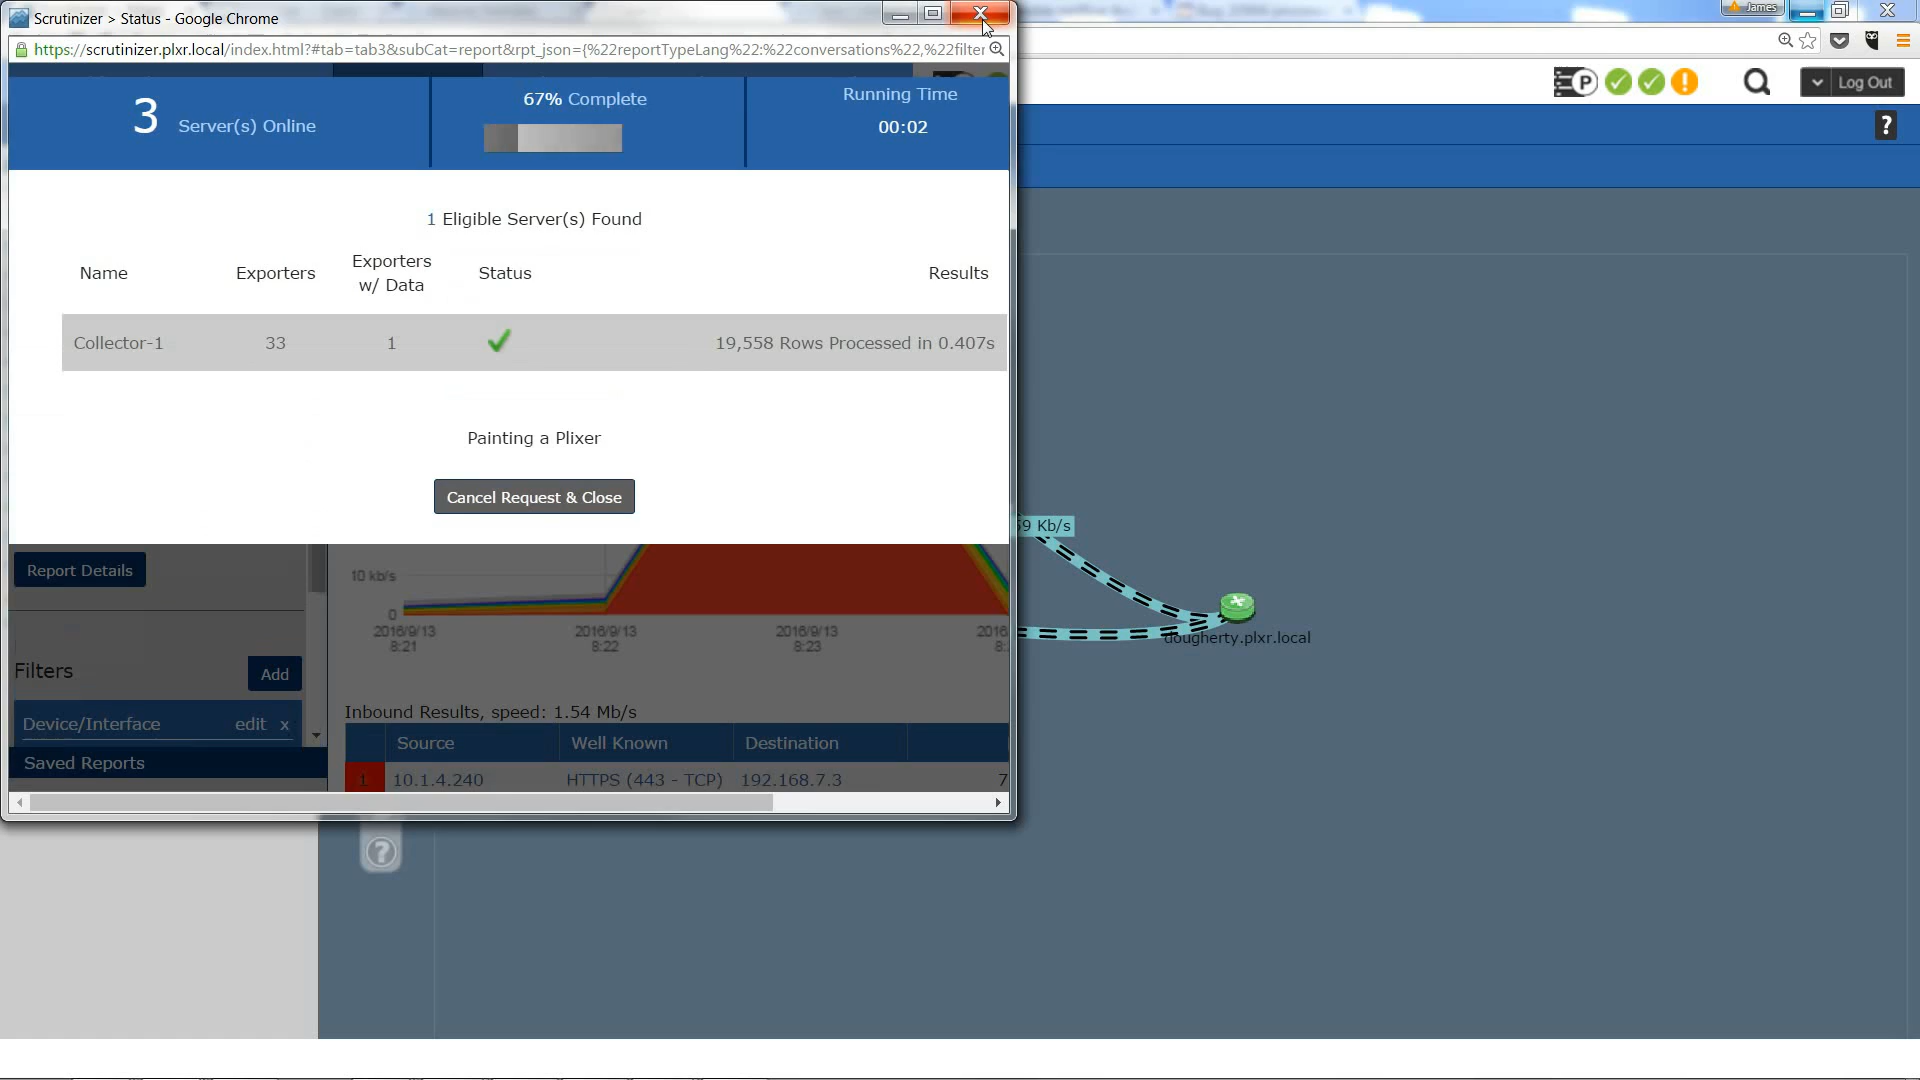 Scrutinizer > Status - Google Chrome
James
https://scrutinizer.plxr.local/index.html?#tab=tab3&subCat=report&rpt_json={%22reportTypeLang%22:%22conversations%22,%22filter
P
Log Out
?
3 Server(s) Online
67% Complete
Running Time
00:02
1 Eligible Server(s) Found
Name Exporters Exporters w/ Data Status Results
Collector-1 33 1 19,558 Rows Processed in 0.407s
Painting a Plixer
Cancel Request & Close
59 Kb/s
dougherty.plxr.local
Report Details
10 kb/s
0
2016/9/13 8:21
2016/9/13 8:22
2016/9/13 8:23
2016
Filters
Add
Device/Interface edit x
Saved Reports
Inbound Results, speed: 1.54 Mb/s
Source Well Known Destination
1 10.1.4.240 HTTPS (443 - TCP) 192.168.7.3 7
?